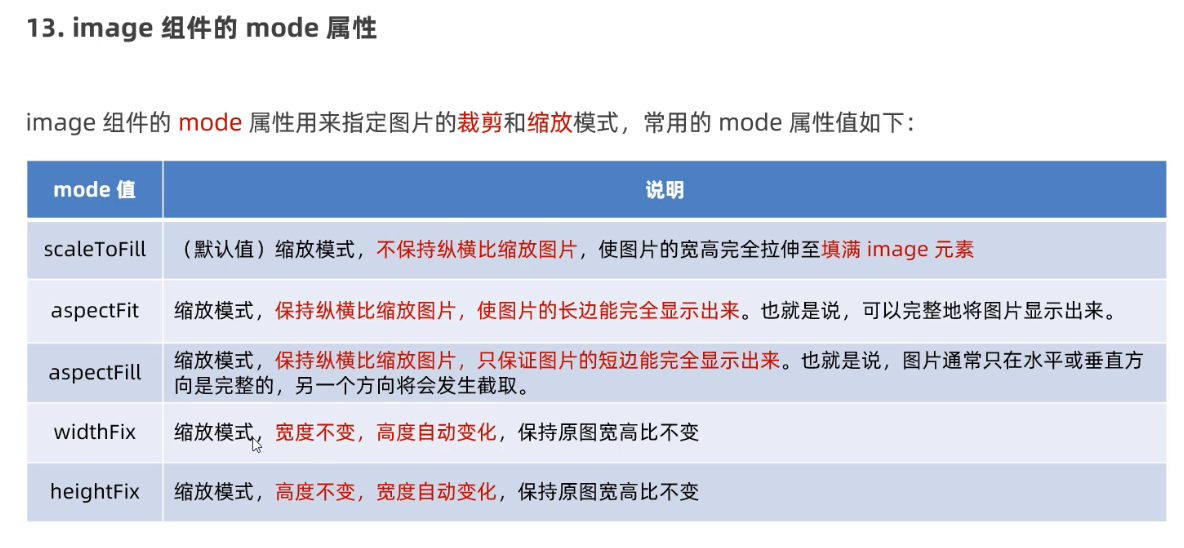 13. image 组件的 mode 属性
image 组件的 mode 属性用来指定图片的裁剪和缩放模式，常用的 mode 属性值如下：
mode 值 说明
scaleToFill （默认值）缩放模式，不保持纵横比缩放图片，使图片的宽高完全拉伸至填满 image 元素
aspectFit 缩放模式，保持纵横比缩放图片，使图片的长边能完全显示出来。也就是说，可以完整地将图片显示出来。
aspectFill 缩放模式，保持纵横比缩放图片，只保证图片的短边能完全显示出来。也就是说，图片通常只在水平或垂直方
向是完整的，另一个方向将会发生截取。
widthFix 缩放模式，宽度不变，高度自动变化，保持原图宽高比不变
heightFix 缩放模式，高度不变，宽度自动变化，保持原图宽高比不变